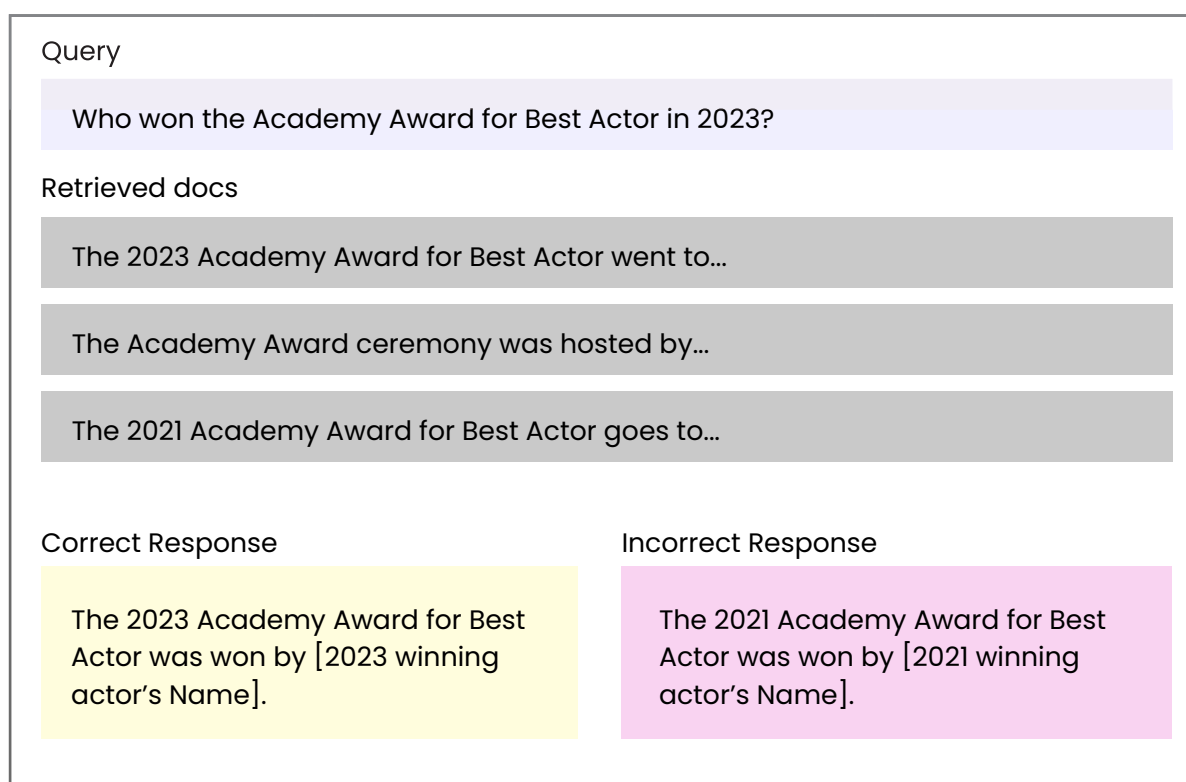 Query
Who won the Academy Award for Best Actor in 2023?
Retrieved docs
The 2023 Academy Award for Best Actor went to...
The Academy Award ceremony was hosted by...
The 2021 Academy Award for Best Actor goes to...
Correct Response
The 2023 Academy Award for Best
Actor was won by [2023 winning
actor's Name].
Incorrect Response
The 2021 Academy Award for Best
Actor was won by [2021 winning
actor's Name].